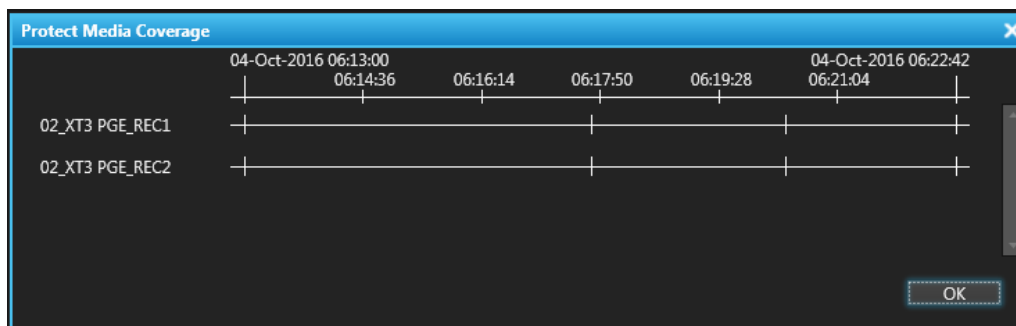 Protect Media Coverage
04-Oct-2016 06:13:00 04-Oct-2016 06:22:42
06:14:36 06:16:14 06:17:50 06:19:28 06:21:04
02_XT3 PGE_REC1
02_XT3 PGE_REC2
OK